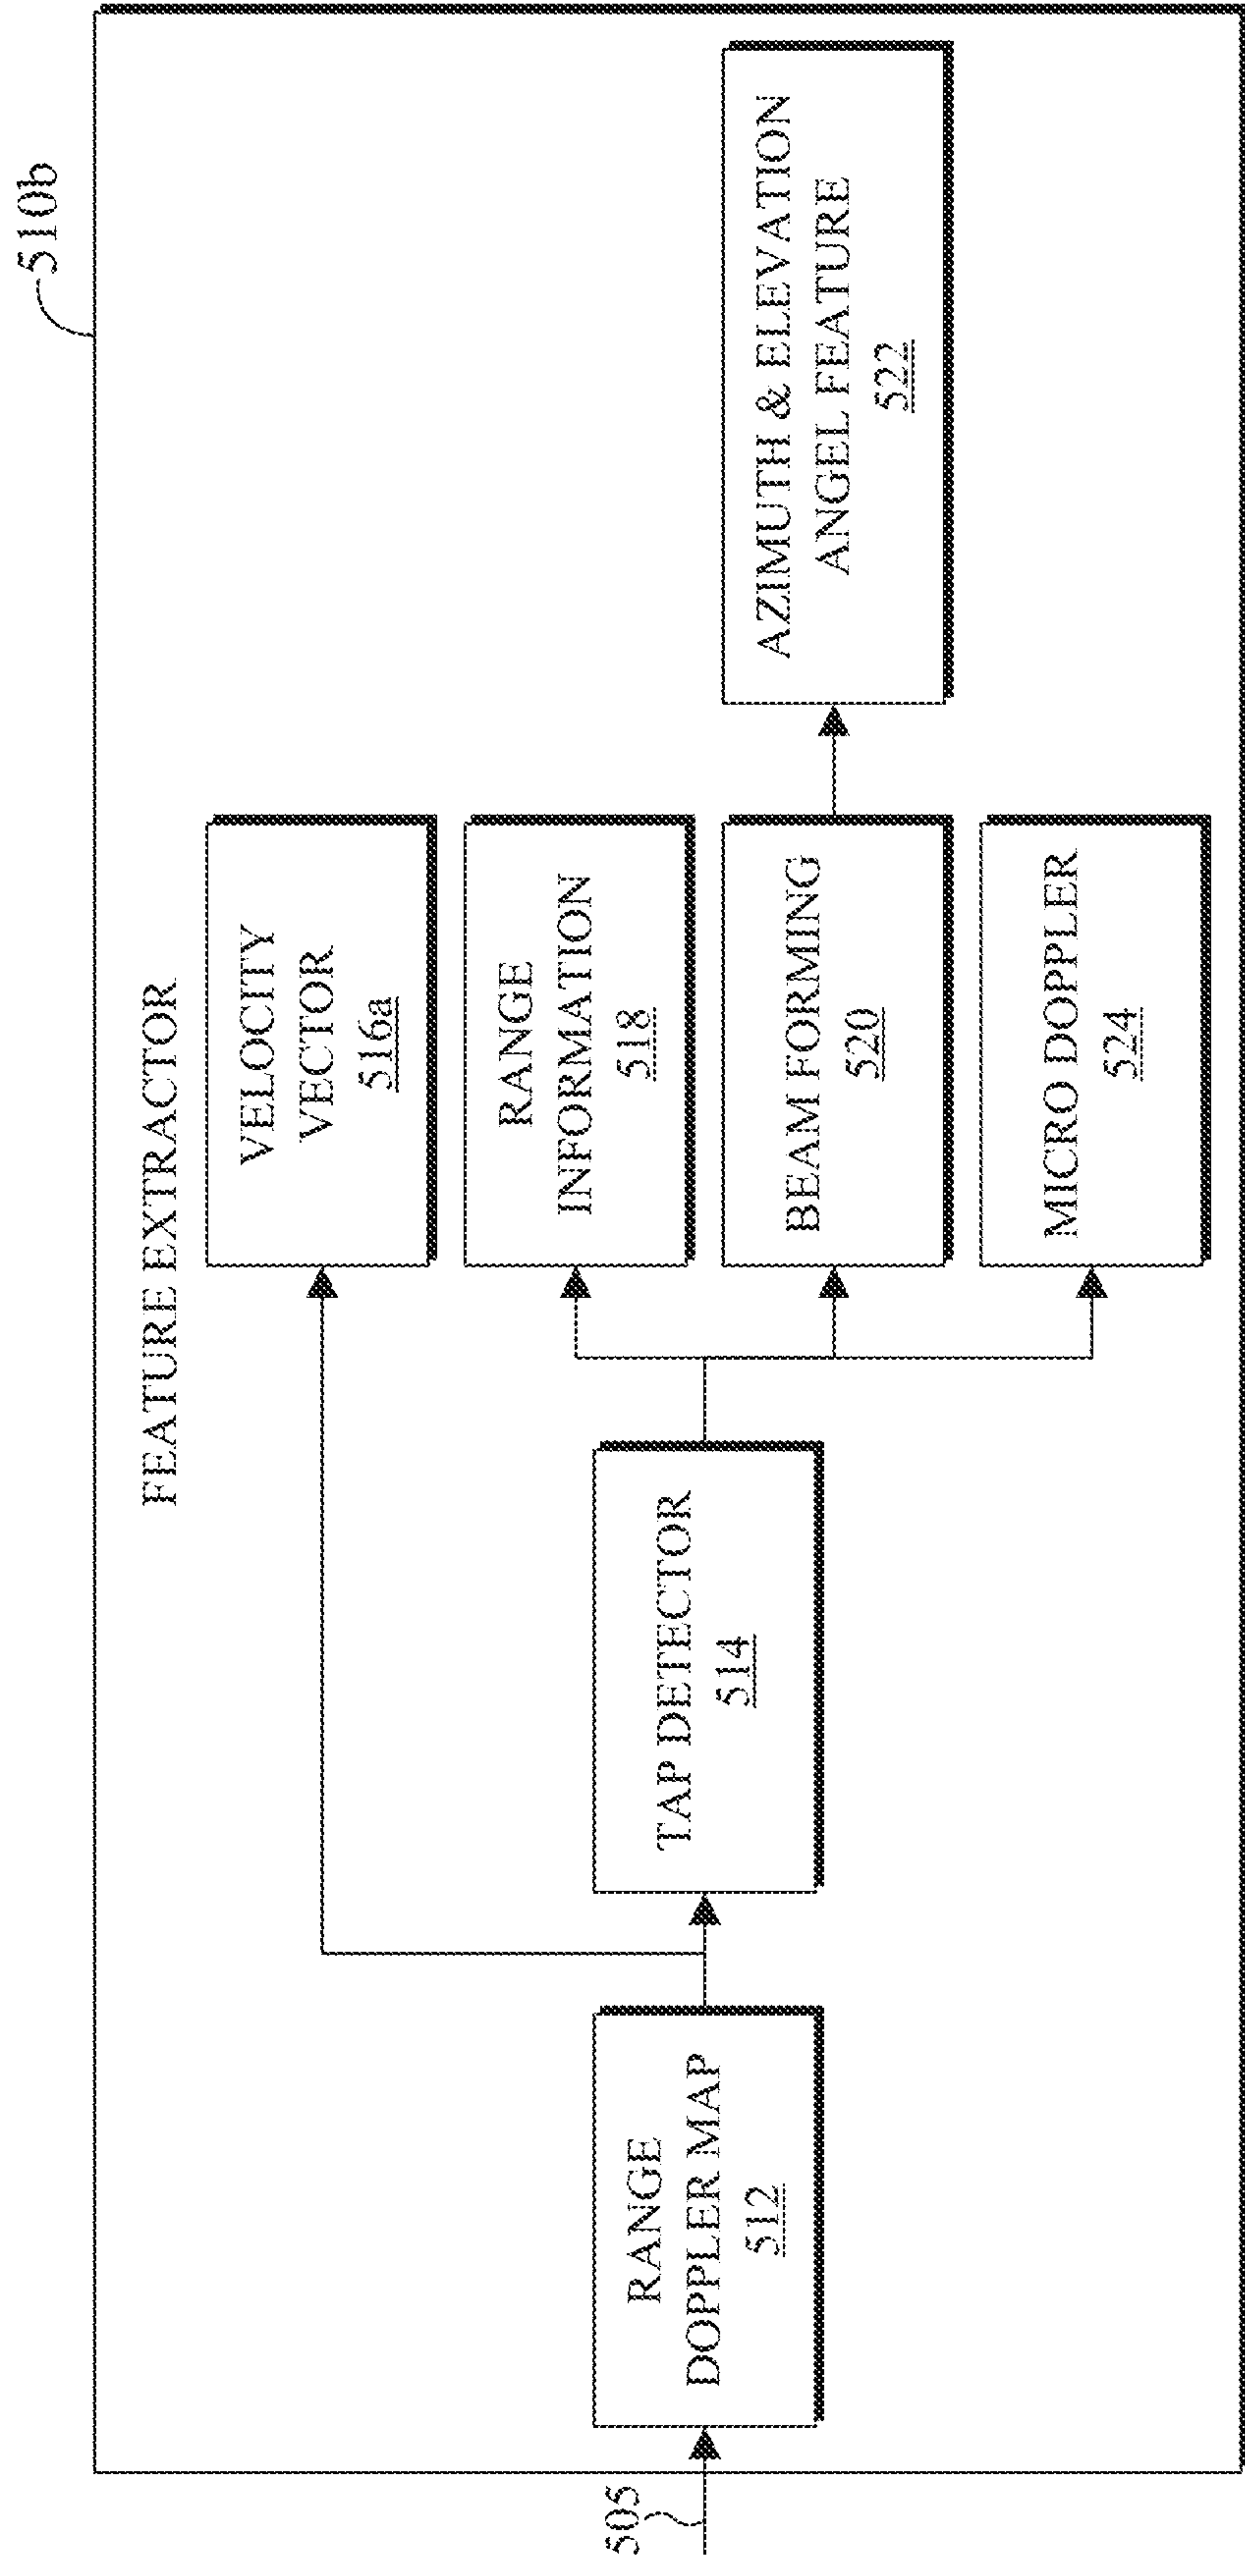 510b
FEATURE EXTRACTOR
505
RANGE
DOPPLER MAP
512
TAP DETECTOR
514
VELOCITY
VECTOR
516a
RANGE
INFORMATION
518
BEAM FORMING
520
MICRO DOPPLER
524
AZIMUTH & ELEVATION
ANGEL FEATURE
522